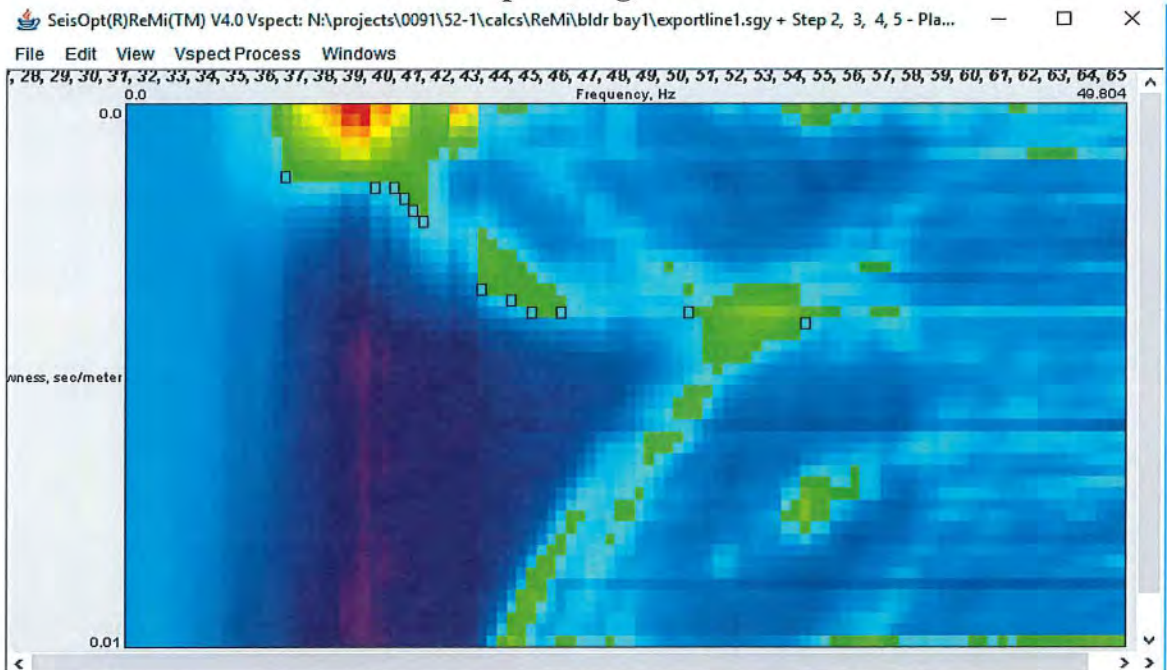 SeisOpt(R)ReMi(TM) V4.0 Vspect: N:\projects\0091\52-1\calcs\ReMi\bldr bay1\exportline1.sgy + Step 2, 3, 4, 5 - Pla...
File Edit View Vspect Process Windows
, 28, 29, 30, 31, 32, 33, 34, 35, 36, 37, 38, 39, 40, 41, 42, 43, 44, 45, 46, 47, 48, 49, 50, 51, 52, 53, 54, 55, 56, 57, 58, 59, 60, 61, 62, 63, 64, 65
0.0 Frequency, Hz 49.804
0.0
wness, sec/meter
0.01